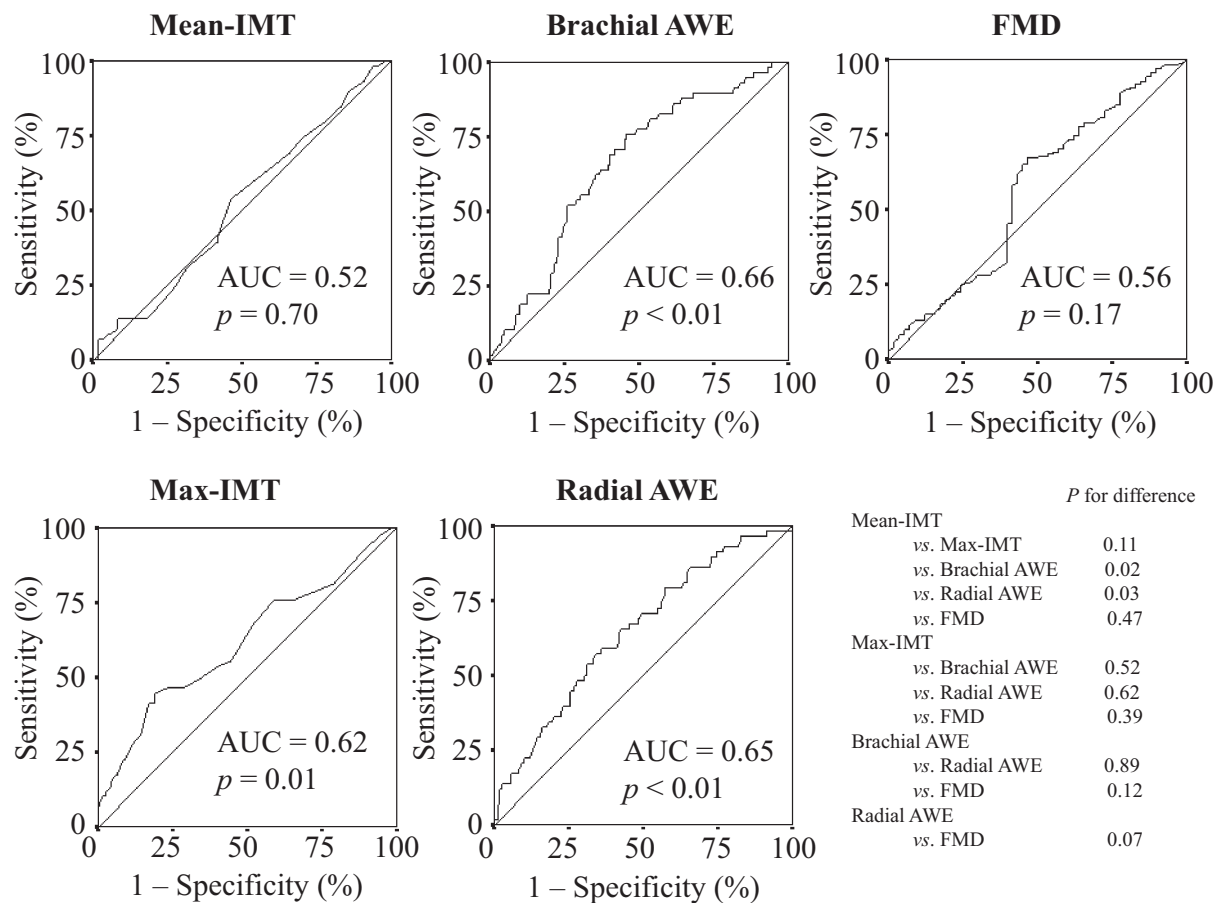 Mean-IMT
100
75
50
25
0
Sensitivity (%)
AUC = 0.52
p = 0.70
0 25 50 75 100
1 – Specificity (%)
Brachial AWE
100
75
50
25
0
Sensitivity (%)
AUC = 0.66
p < 0.01
0 25 50 75 100
1 – Specificity (%)
FMD
100
75
50
25
0
Sensitivity (%)
AUC = 0.56
p = 0.17
0 25 50 75 100
1 – Specificity (%)
Max-IMT
100
75
50
25
0
Sensitivity (%)
AUC = 0.62
p = 0.01
0 25 50 75 100
1 – Specificity (%)
Radial AWE
100
75
50
25
0
Sensitivity (%)
AUC = 0.65
p < 0.01
0 25 50 75 100
1 – Specificity (%)
P for difference
Mean-IMT
vs. Max-IMT 0.11
vs. Brachial AWE 0.02
vs. Radial AWE 0.03
vs. FMD 0.47
Max-IMT
vs. Brachial AWE 0.52
vs. Radial AWE 0.62
vs. FMD 0.39
Brachial AWE
vs. Radial AWE 0.89
vs. FMD 0.12
Radial AWE
vs. FMD 0.07